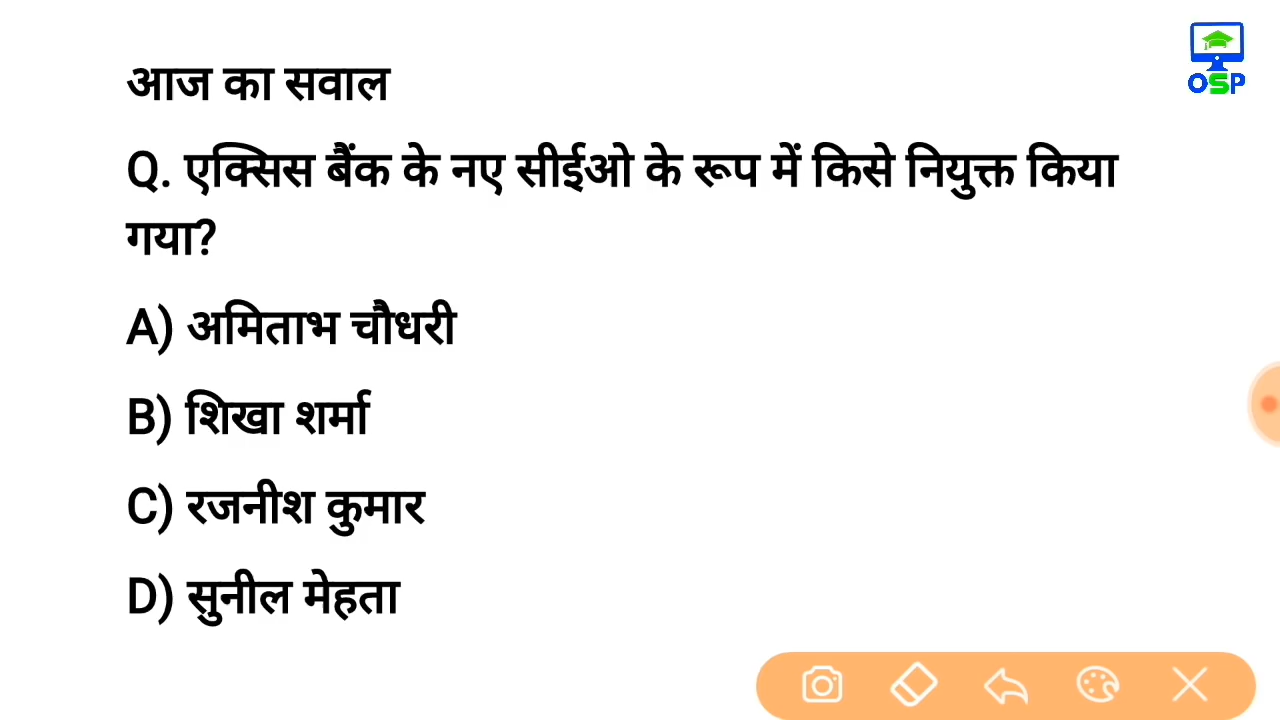 OSP
आज का सवाल
Q. एक्सिस बैंक के नए सीईओ के रूप में किसे नियुक्त किया
गया?
A) अमिताभ चौधरी
B) शिखा शर्मा
C) रजनीश कुमार
D) सुनील मेहता